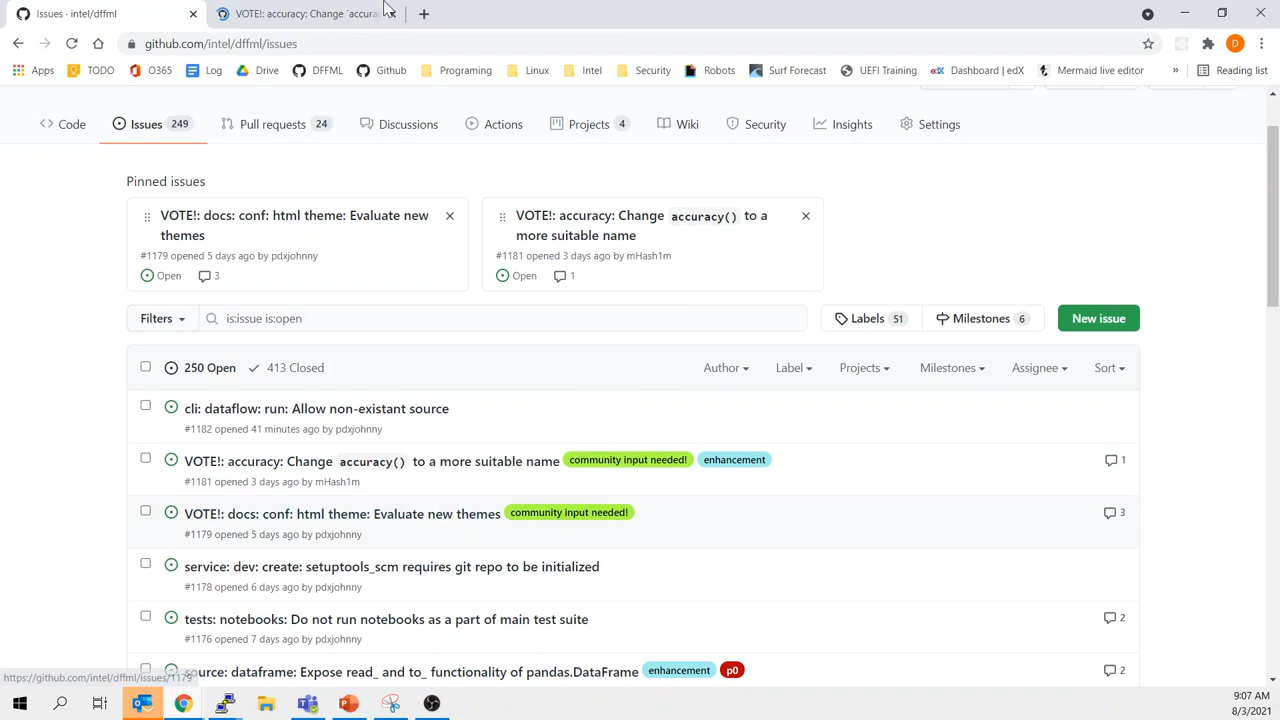 Issues · intel/dffml
VOTE!: accuracy: Change `accura
github.com/intel/dffml/issues
D
Apps TODO O365 Log Drive DFFML Github Programing Linux Intel Security Robots Surf Forecast UEFI Training edX Dashboard | edX Mermaid live editor » Reading list
Code Issues 249 Pull requests 24 Discussions Actions Projects 4 Wiki Security Insights Settings
Pinned issues
VOTE!: docs: conf: html theme: Evaluate new
themes
#1179 opened 5 days ago by pdxjohnny
Open 3
VOTE!: accuracy: Change accuracy() to a
more suitable name
#1181 opened 3 days ago by mHash1m
Open 1
Filters is:issue is:open Labels 51 Milestones 6 New issue
250 Open 413 Closed Author Label Projects Milestones Assignee Sort
cli: dataflow: run: Allow non-existant source
#1182 opened 41 minutes ago by pdxjohnny
VOTE!: accuracy: Change accuracy() to a more suitable name community input needed! enhancement 1
#1181 opened 3 days ago by mHash1m
VOTE!: docs: conf: html theme: Evaluate new themes community input needed! 3
#1179 opened 5 days ago by pdxjohnny
service: dev: create: setuptools_scm requires git repo to be initialized
#1178 opened 6 days ago by pdxjohnny
tests: notebooks: Do not run notebooks as a part of main test suite 2
#1176 opened 7 days ago by pdxjohnny
source: dataframe: Expose read_ and to_ functionality of pandas.DataFrame enhancement p0 2
https://github.com/intel/dffml/issues/1179
9:07 AM
8/3/2021